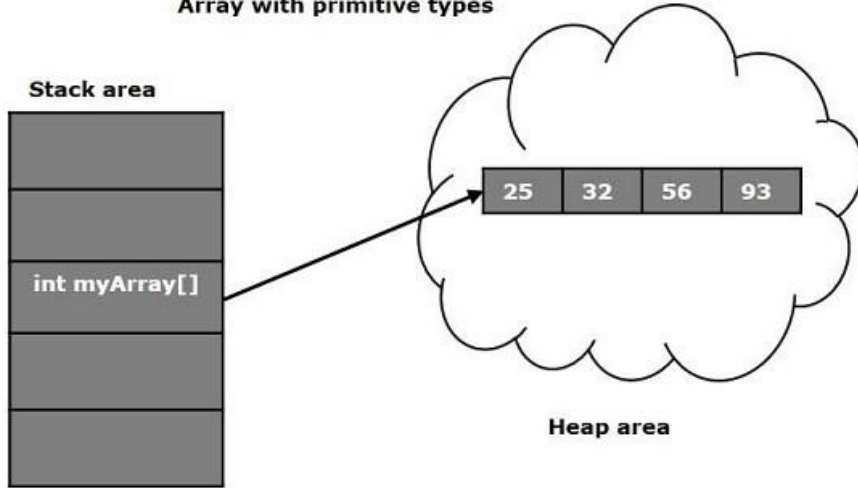 Array with primitive types
Stack area
25 32 56 93
int myArray[]
Heap area